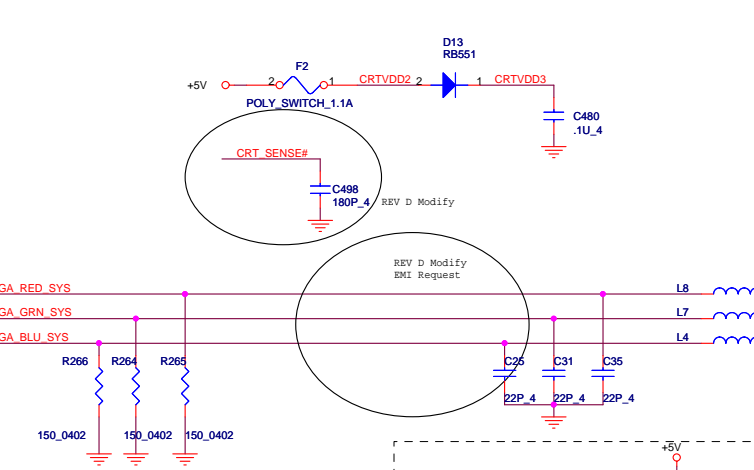 D13
RB551
F2
+5V
2
1
CRTVDD2
2
1
CRTVDD3
POLY_SWITCH_1.1A
C480
.1U_4
CRT_SENSE#
C498
180P_4
REV D Modify
REV D Modify
EMI Request
GA_RED_SYS
L8
GA_GRN_SYS
L7
GA_BLU_SYS
L4
R266
R264
R265
C25
C31
C35
22P_4
22P_4
22P_4
150_0402
150_0402
150_0402
+5V